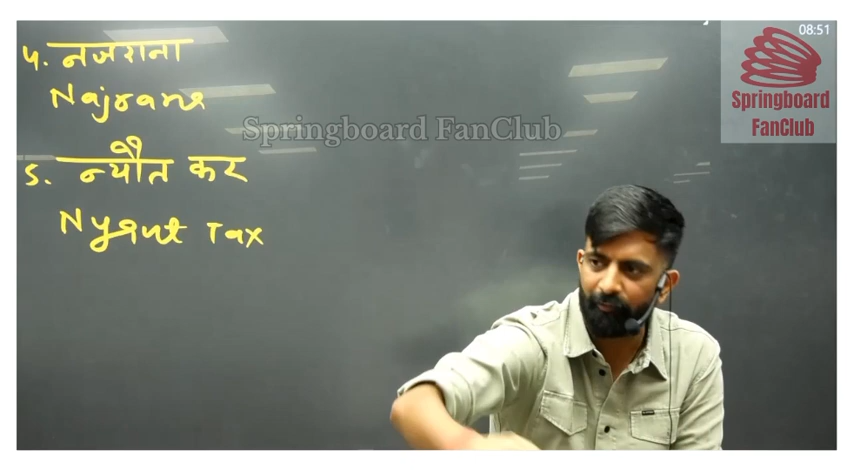 4. नजराना
Najrana
5. न्यौत कर
Nyaut Tax
Springboard FanClub
08:51
Springboard
FanClub